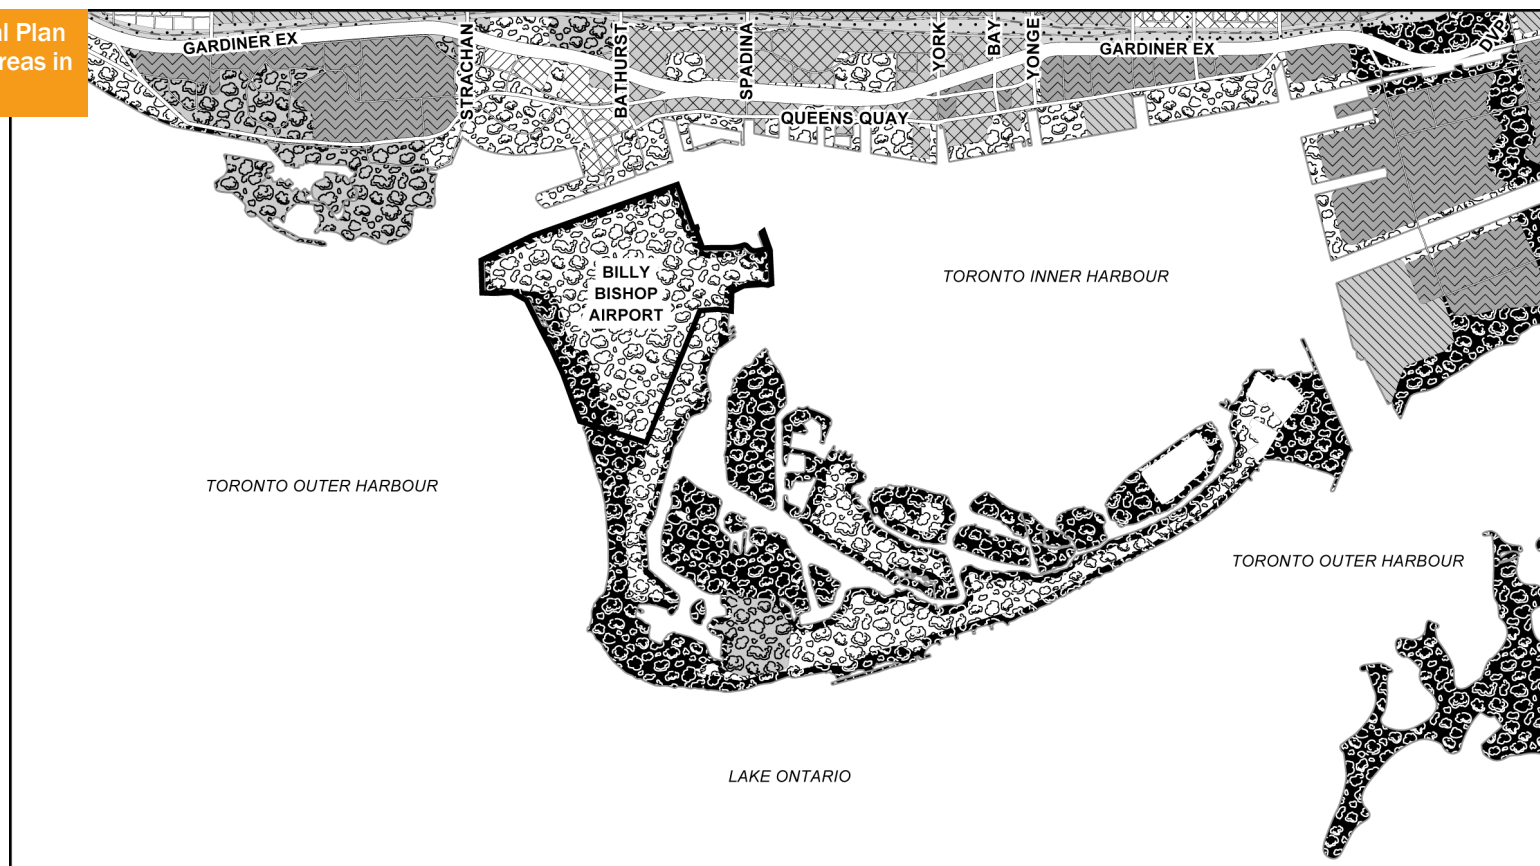 al Plan
reas in
GARDINER EX
STRACHAN
BATHURST
SPADINA
YORK
BAY
YONGE
GARDINER EX
DVP
QUEENS QUAY
BILLY
BISHOP
AIRPORT
TORONTO INNER HARBOUR
TORONTO OUTER HARBOUR
TORONTO OUTER HARBOUR
LAKE ONTARIO